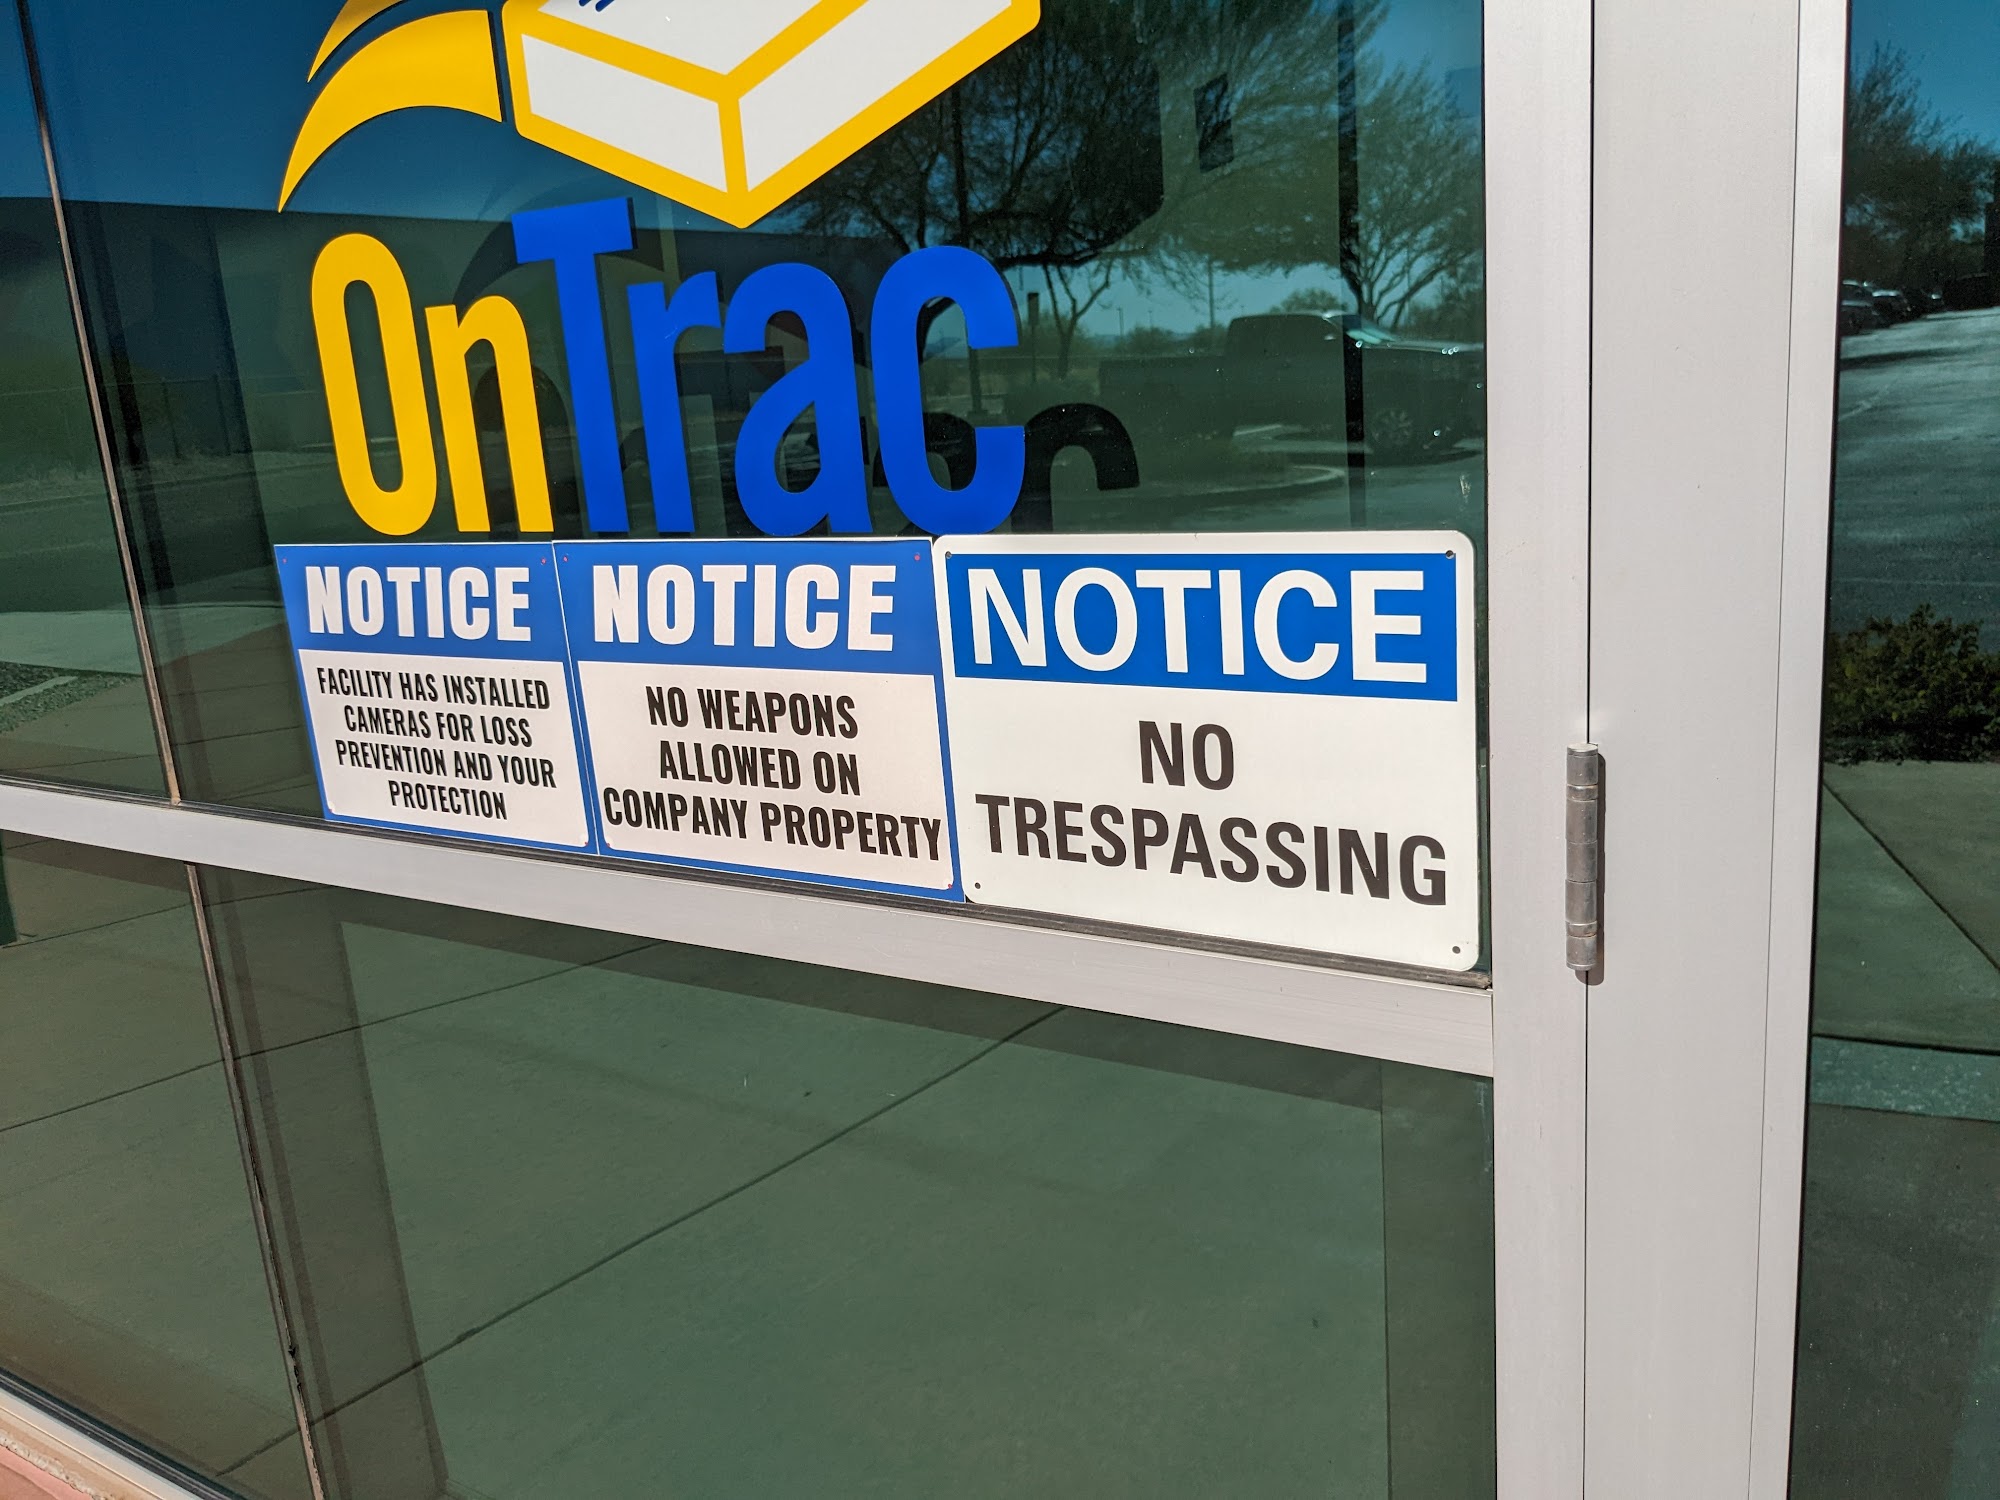 OnTrac
NOTICE
FACILITY HAS INSTALLED
CAMERAS FOR LOSS
PREVENTION AND YOUR
PROTECTION
NOTICE
NO WEAPONS
ALLOWED ON
COMPANY PROPERTY
NOTICE
NO
TRESPASSING